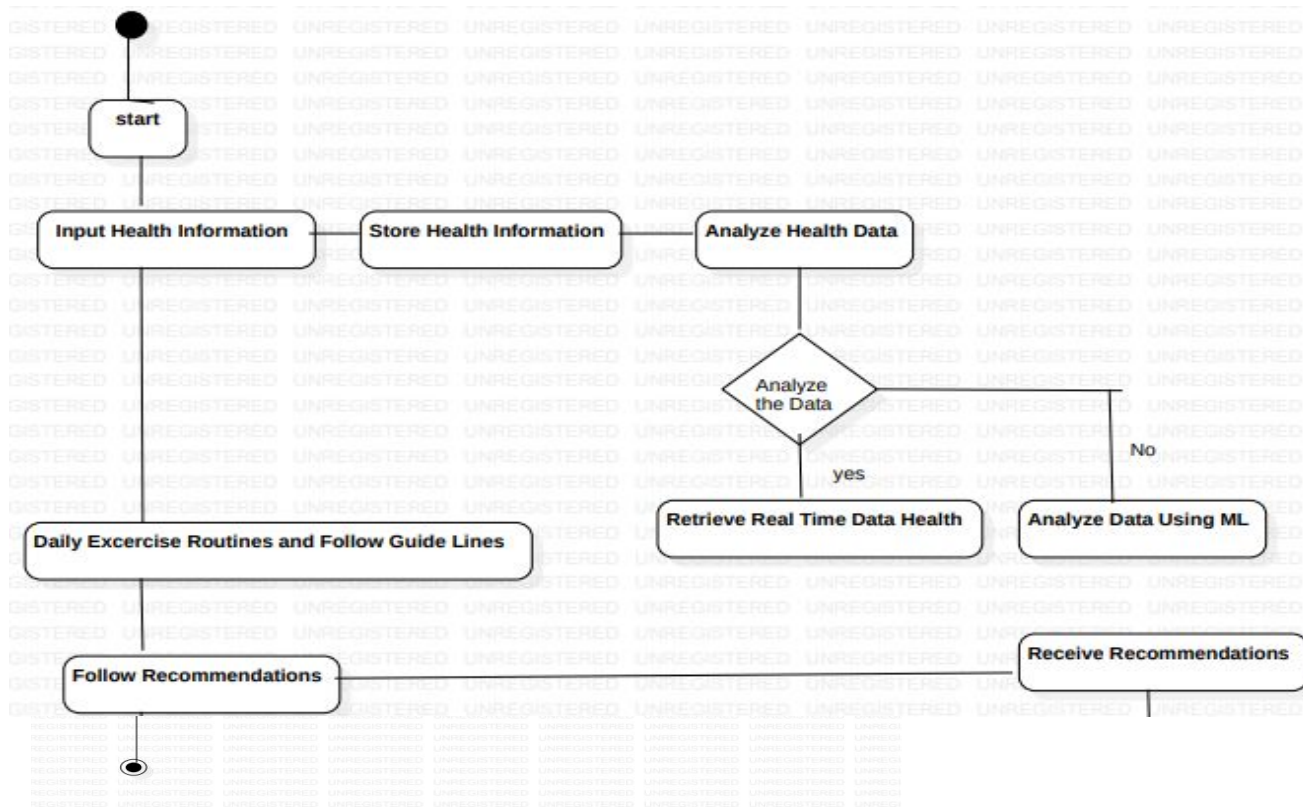 start
Input Health Information
Store Health Information
Analyze Health Data
Analyze
the Data
No
yes
Retrieve Real Time Data Health
Analyze Data Using ML
Daily Excercise Routines and Follow Guide Lines
Receive Recommendations
Follow Recommendations
UNREGISTERED